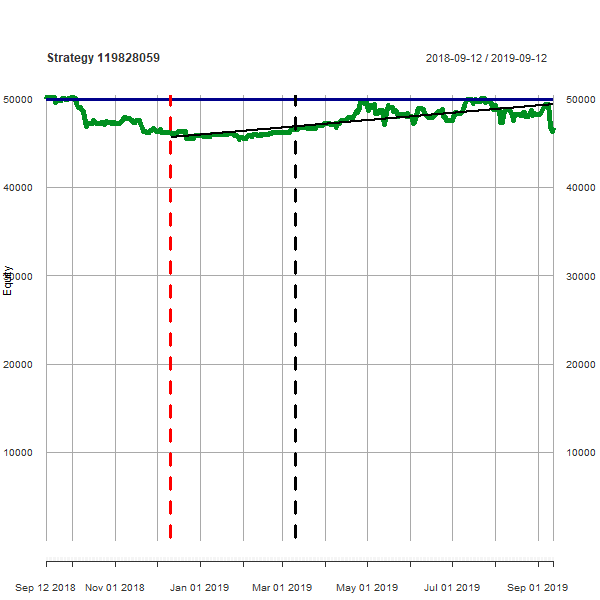 Strategy 119828059
2018-09-12 / 2019-09-12
50000 50000
40000 40000
30000 30000
Equity
20000 20000
10000 10000
Sep 12 2018 Nov 01 2018 Jan 01 2019 Mar 01 2019 May 01 2019 Jul 01 2019 Sep 01 2019